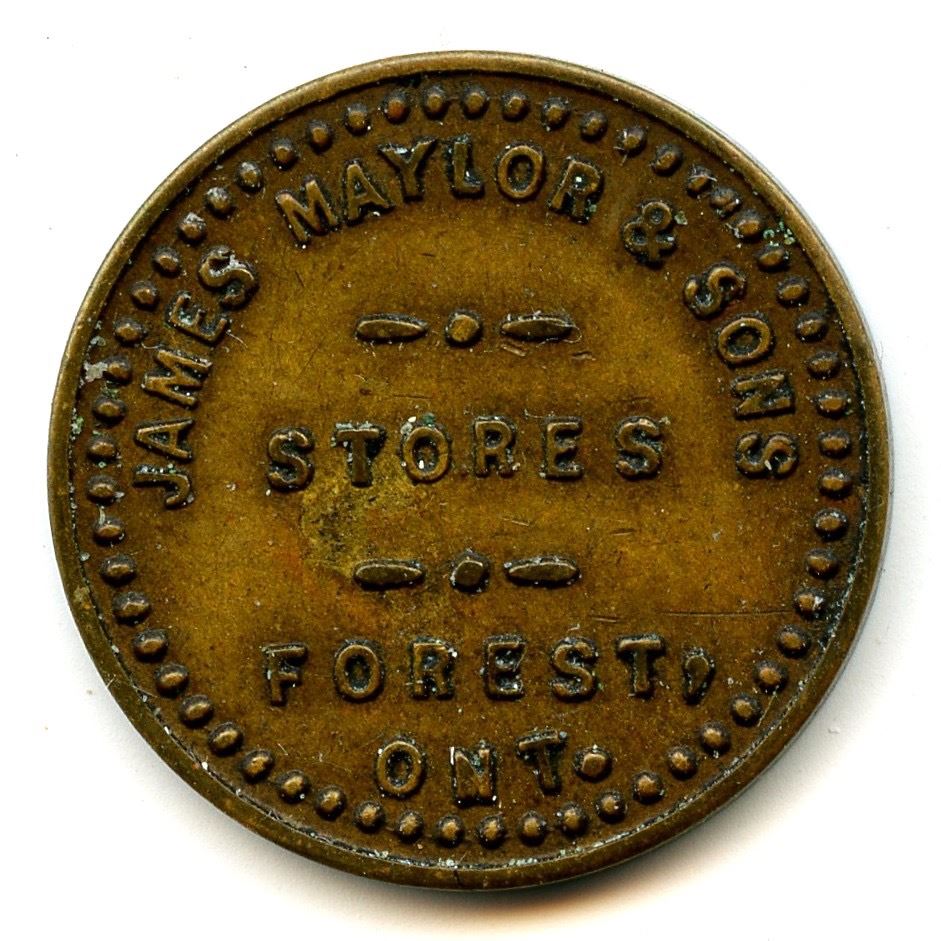 JAMES MAYLOR & SONS
STORES
FOREST,
ONT.